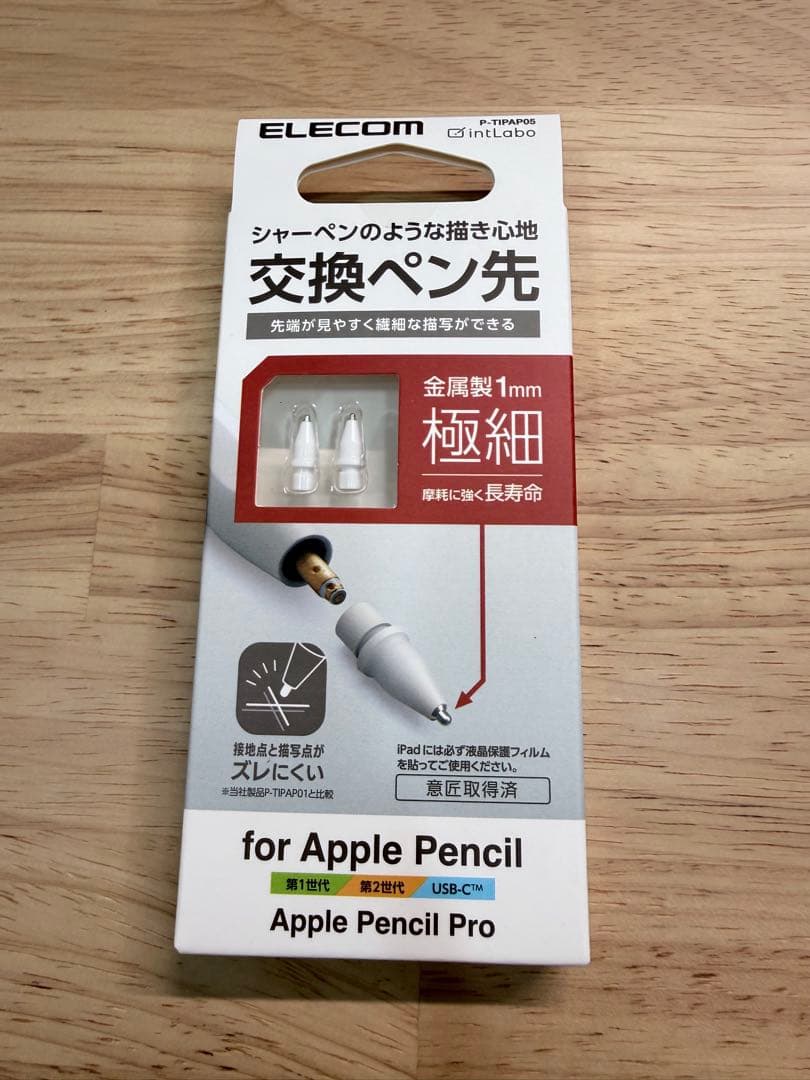 ELECOM
P-TIPAP05
intLabo
シャーペンのような描き心地
交換ペン先
先端が見やすく繊細な描写ができる
金属製1mm
極細
摩耗に強く長寿命
接地点と描写点が
ズレにくい
※当社製品P-TIPAP01と比較
iPadには必ず液晶保護フィルム
を貼ってご使用ください。
意匠取得済
for Apple Pencil
第1世代 第2世代 USB-C™
Apple Pencil Pro